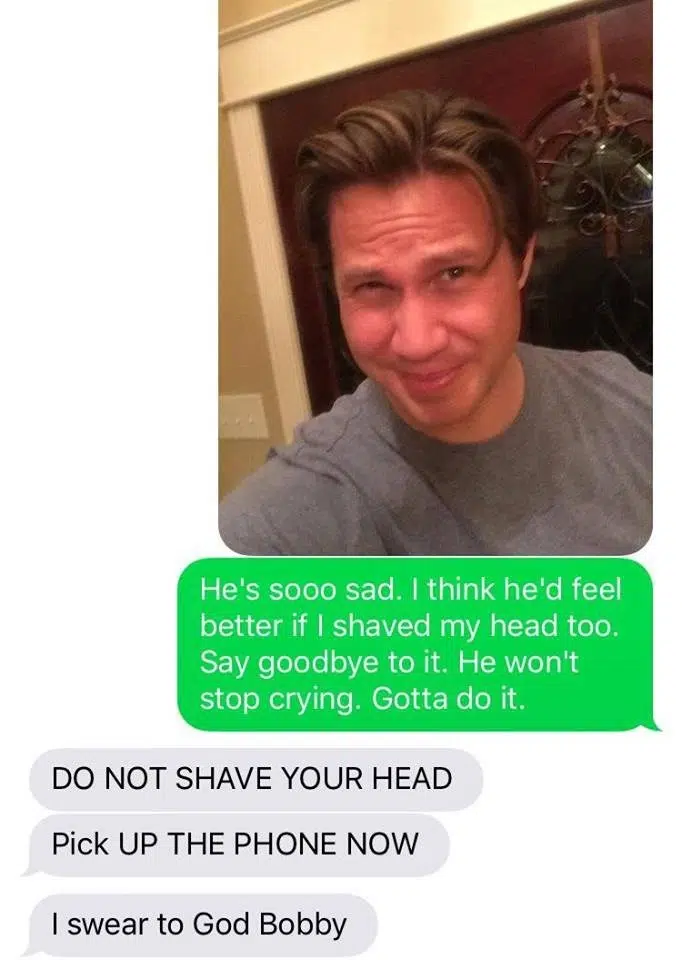 He's sooo sad. I think he'd feel
better if I shaved my head too.
Say goodbye to it. He won't
stop crying. Gotta do it.
DO NOT SHAVE YOUR HEAD
Pick UP THE PHONE NOW
I swear to God Bobby